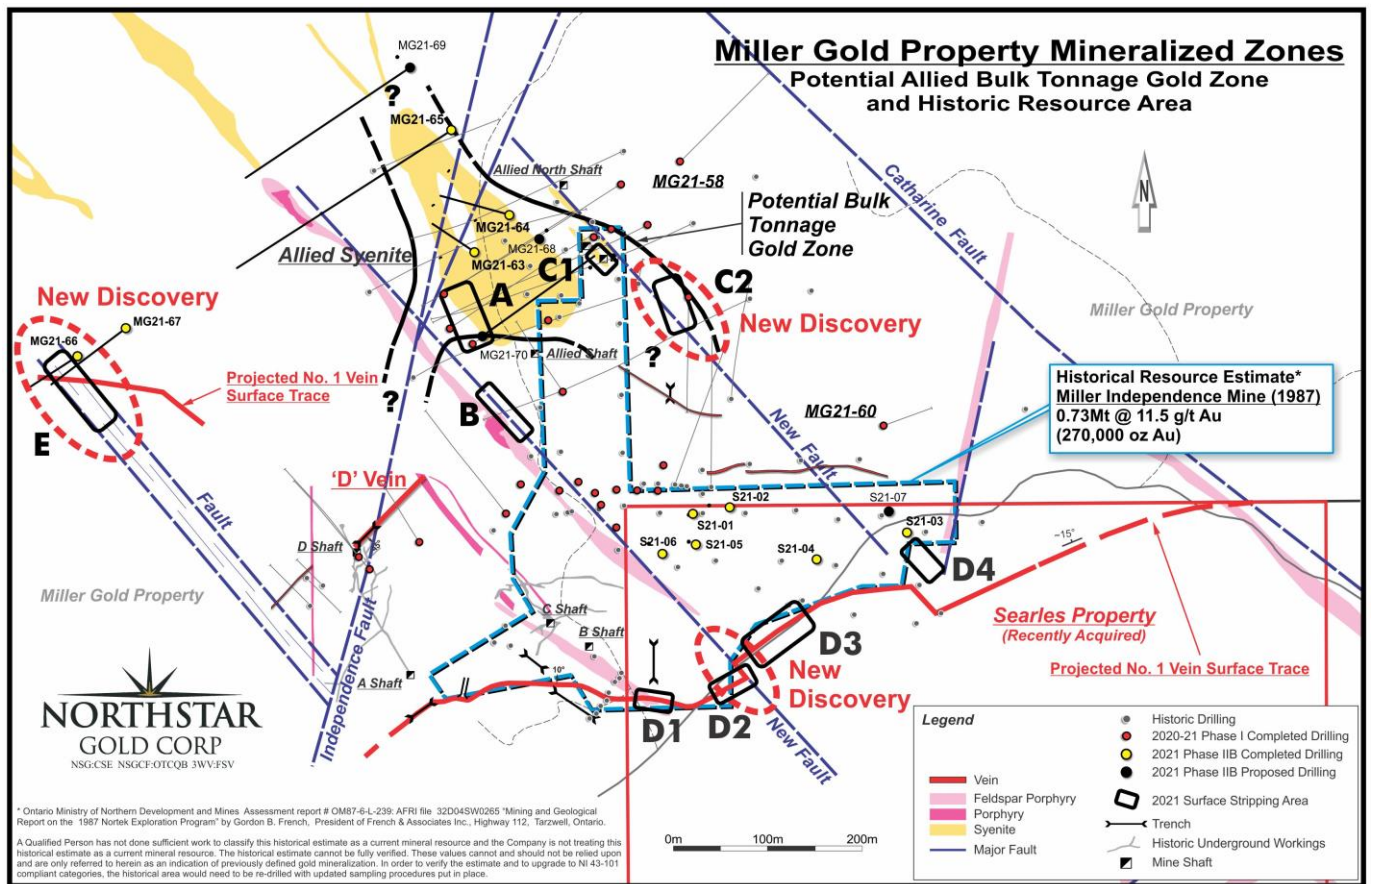 Miller Gold Property Mineralized Zones
Potential Allied Bulk Tonnage Gold Zone
and Historic Resource Area
MG21-69
?
MG21-65
Allied North Shaft
MG21-58
Catharine Fault
N
Potential Bulk
Tonnage
Gold Zone
MG21-64
MG21-68
MG21-63
Allied Syenite
C1
C2
A
New Discovery
New Discovery
MG21-67
MG21-66
Miller Gold Property
MG21-70
Allied Shaft
?
?
Projected No. 1 Vein
Surface Trace
B
E
Historical Resource Estimate*
Miller Independence Mine (1987)
0.73Mt @ 11.5 g/t Au
(270,000 oz Au)
MG21-60
New Fault
Fault
'D' Vein
S21-02
S21-07
S21-01
S21-03
S21-06
S21-05
S21-04
~15°
D Shaft
D4
Miller Gold Property
Independence Fault
C Shaft
B Shaft
A Shaft
10°
Searles Property
(Recently Acquired)
D3
New
Discovery
Projected No. 1 Vein Surface Trace
D1
D2
New Fault
NORTHSTAR
GOLD CORP
NSG:CSE NSGCF:OTCQB 3WV:FSV
Legend
Vein
Feldspar Porphyry
Porphyry
Syenite
Major Fault
Historic Drilling
2020-21 Phase I Completed Drilling
2021 Phase IIB Completed Drilling
2021 Phase IIB Proposed Drilling
2021 Surface Stripping Area
Trench
Historic Underground Workings
Mine Shaft
0m 100m 200m
* Ontario Ministry of Northern Development and Mines Assessment report # OM87-6-L-239: AFRI file 32D04SW0265 "Mining and Geological
Report on the 1987 Nortek Exploration Program" by Gordon B. French, President of French & Associates Inc., Highway 112, Tarzwell, Ontario.
A Qualified Person has not done sufficient work to classify this historical estimate as a current mineral resource and the Company is not treating this
historical estimate as a current mineral resource. The historical estimate cannot be fully verified. These values cannot and should not be relied upon
and are only referred to herein as an indication of previously defined gold mineralization. In order to verify the estimate and to upgrade to NI 43-101
compliant categories, the historical area would need to be re-drilled with updated sampling procedures put in place.